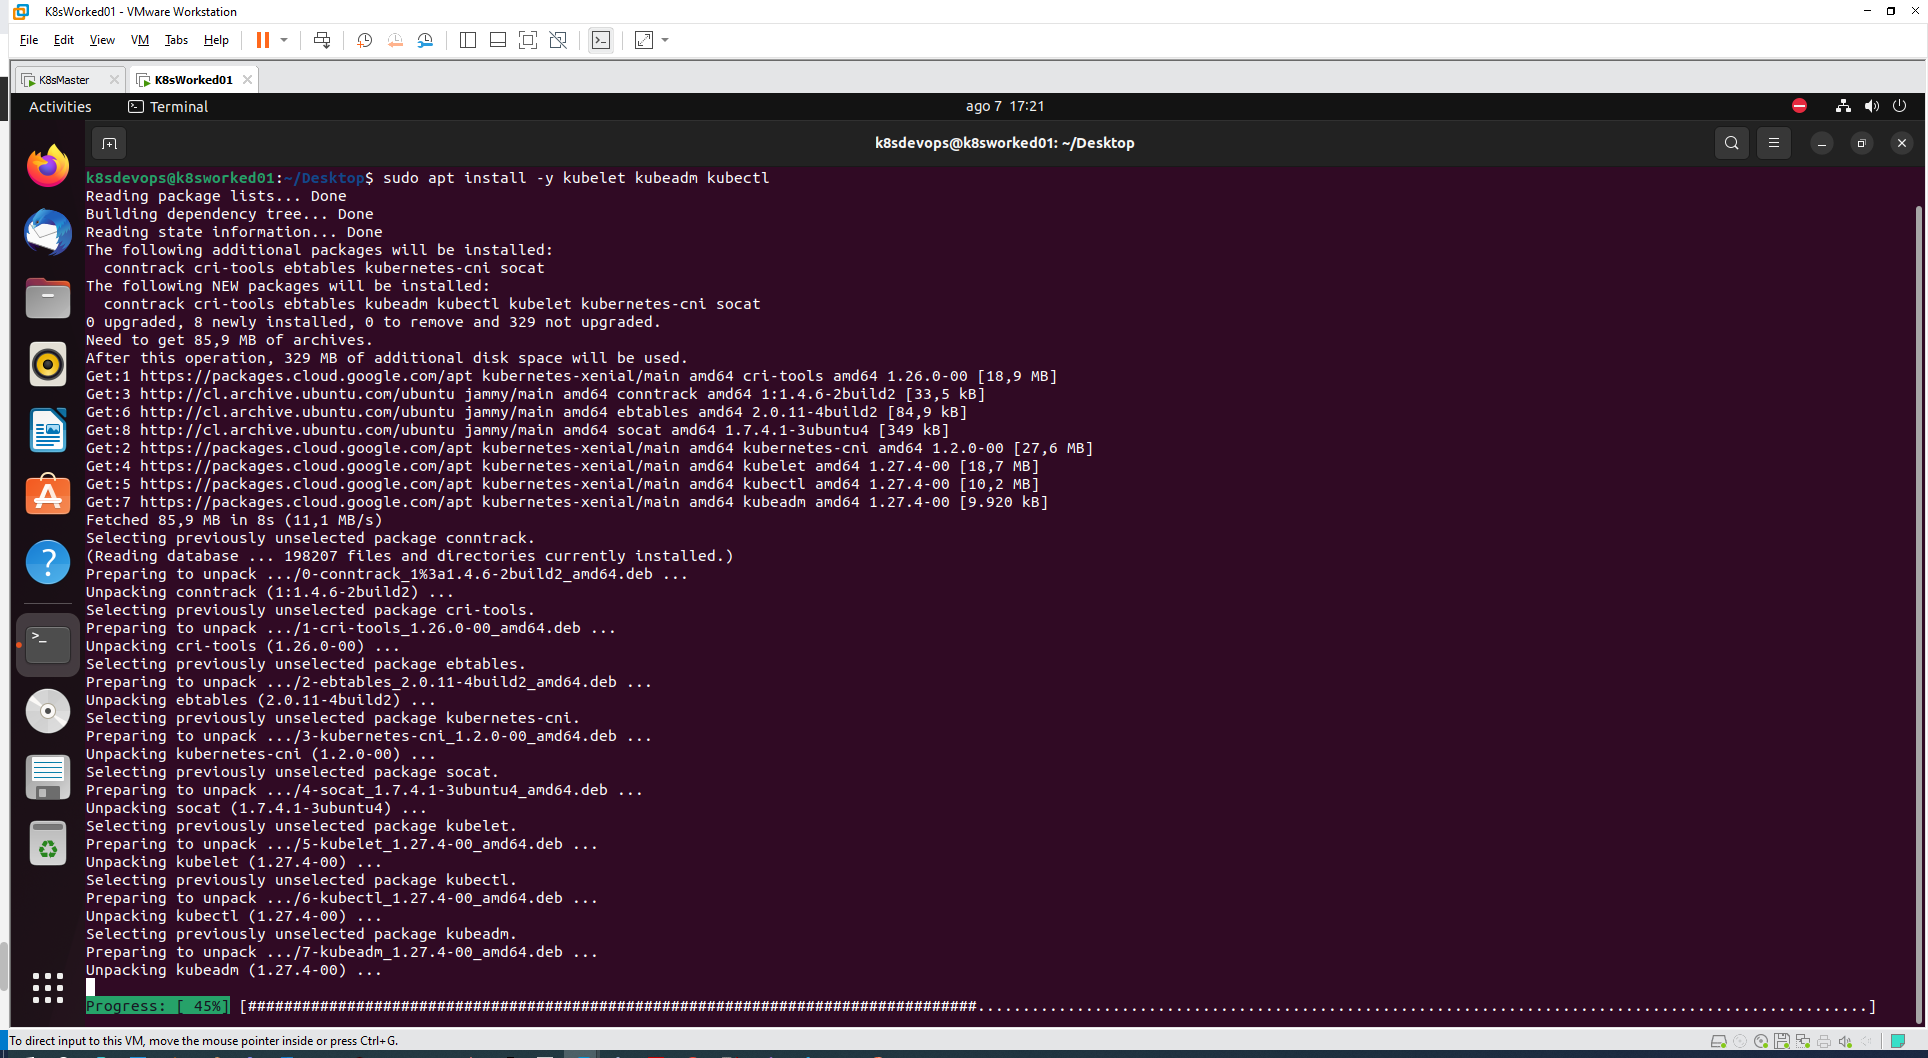 K8sWorked01 - VMware Workstation
File Edit View VM Tabs Help
K8sMaster K8sWorked01
Activities Terminal ago 7 17:21
k8sdevops@k8sworked01: ~/Desktop
k8sdevops@k8sworked01:~/Desktop$ sudo apt install -y kubelet kubeadm kubectl
Reading package lists... Done
Building dependency tree... Done
Reading state information... Done
The following additional packages will be installed:
  conntrack cri-tools ebtables kubernetes-cni socat
The following NEW packages will be installed:
  conntrack cri-tools ebtables kubeadm kubectl kubelet kubernetes-cni socat
0 upgraded, 8 newly installed, 0 to remove and 329 not upgraded.
Need to get 85,9 MB of archives.
After this operation, 329 MB of additional disk space will be used.
Get:1 https://packages.cloud.google.com/apt kubernetes-xenial/main amd64 cri-tools amd64 1.26.0-00 [18,9 MB]
Get:3 http://cl.archive.ubuntu.com/ubuntu jammy/main amd64 conntrack amd64 1:1.4.6-2build2 [33,5 kB]
Get:6 http://cl.archive.ubuntu.com/ubuntu jammy/main amd64 ebtables amd64 2.0.11-4build2 [84,9 kB]
Get:8 http://cl.archive.ubuntu.com/ubuntu jammy/main amd64 socat amd64 1.7.4.1-3ubuntu4 [349 kB]
Get:2 https://packages.cloud.google.com/apt kubernetes-xenial/main amd64 kubernetes-cni amd64 1.2.0-00 [27,6 MB]
Get:4 https://packages.cloud.google.com/apt kubernetes-xenial/main amd64 kubelet amd64 1.27.4-00 [18,7 MB]
Get:5 https://packages.cloud.google.com/apt kubernetes-xenial/main amd64 kubectl amd64 1.27.4-00 [10,2 MB]
Get:7 https://packages.cloud.google.com/apt kubernetes-xenial/main amd64 kubeadm amd64 1.27.4-00 [9.920 kB]
Fetched 85,9 MB in 8s (11,1 MB/s)
Selecting previously unselected package conntrack.
(Reading database ... 198207 files and directories currently installed.)
Preparing to unpack .../0-conntrack_1%3a1.4.6-2build2_amd64.deb ...
Unpacking conntrack (1:1.4.6-2build2) ...
Selecting previously unselected package cri-tools.
Preparing to unpack .../1-cri-tools_1.26.0-00_amd64.deb ...
Unpacking cri-tools (1.26.0-00) ...
Selecting previously unselected package ebtables.
Preparing to unpack .../2-ebtables_2.0.11-4build2_amd64.deb ...
Unpacking ebtables (2.0.11-4build2) ...
Selecting previously unselected package kubernetes-cni.
Preparing to unpack .../3-kubernetes-cni_1.2.0-00_amd64.deb ...
Unpacking kubernetes-cni (1.2.0-00) ...
Selecting previously unselected package socat.
Preparing to unpack .../4-socat_1.7.4.1-3ubuntu4_amd64.deb ...
Unpacking socat (1.7.4.1-3ubuntu4) ...
Selecting previously unselected package kubelet.
Preparing to unpack .../5-kubelet_1.27.4-00_amd64.deb ...
Unpacking kubelet (1.27.4-00) ...
Selecting previously unselected package kubectl.
Preparing to unpack .../6-kubectl_1.27.4-00_amd64.deb ...
Unpacking kubectl (1.27.4-00) ...
Selecting previously unselected package kubeadm.
Preparing to unpack .../7-kubeadm_1.27.4-00_amd64.deb ...
Unpacking kubeadm (1.27.4-00) ...
Progress: [ 45%] [#################################################################################...................................................................................................]
To direct input to this VM, move the mouse pointer inside or press Ctrl+G.